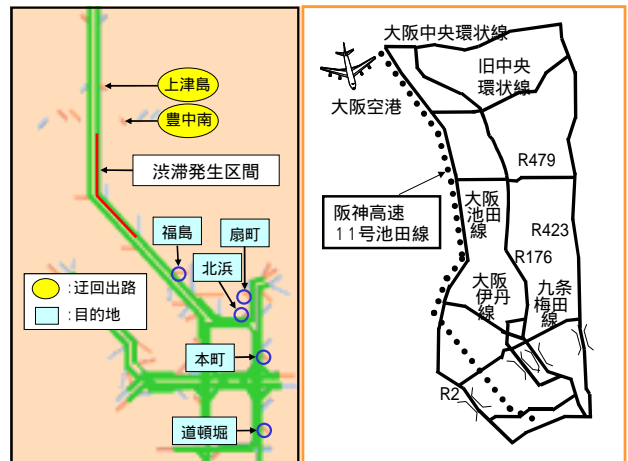 上津島
豊中南
渋滞発生区間
福島
扇町
北浜
:迂回出路
:目的地
本町
道頓堀
大阪中央環状線
旧中央
環状線
大阪空港
R479
阪神高速
11号池田線
大阪
池田
線
R423
R176
大阪
伊丹
線
九条
梅田
線
R2